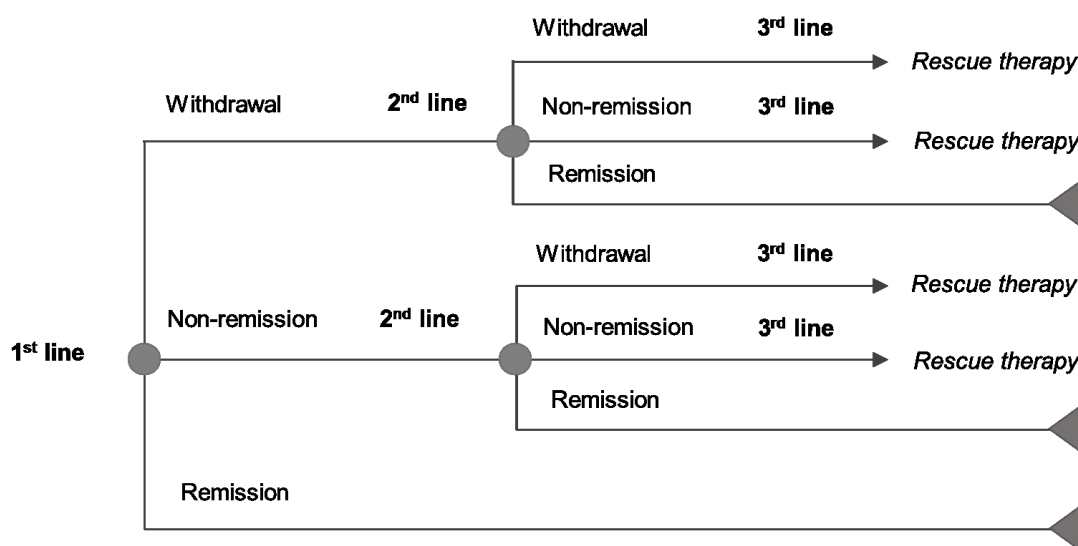 Withdrawal 3rd line
Rescue therapy
Withdrawal 2nd line
Non-remission 3rd line
Rescue therapy
Remission
Withdrawal 3rd line
Rescue therapy
Non-remission 2nd line
Non-remission 3rd line
1st line
Rescue therapy
Remission
Remission